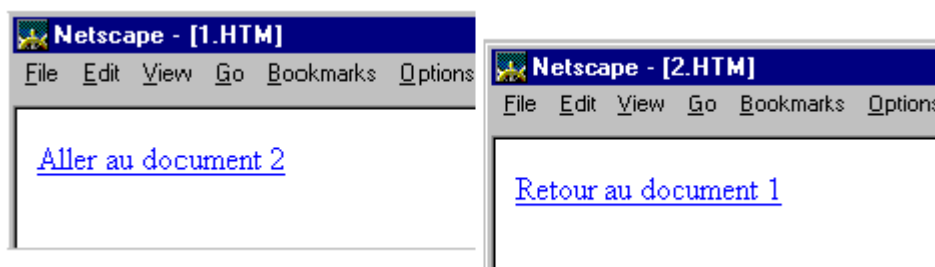 Netscape - [1.HTM]
File Edit View Go Bookmarks Options
Aller au document 2
Netscape - [2.HTM]
File Edit View Go Bookmarks Options
Retour au document 1